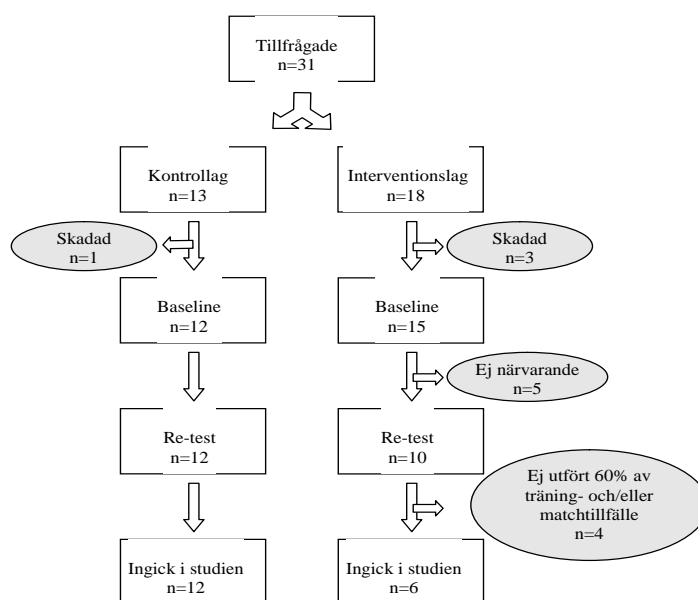 Tillfrågade
n=31
Kontrollag
n=13
Interventionslag
n=18
Skadad
n=1
Skadad
n=3
Baseline
n=12
Baseline
n=15
Ej närvarande
n=5
Re-test
n=12
Re-test
n=10
Ej utfört 60% av
träning- och/eller
matchtillfälle
n=4
Ingick i studien
n=12
Ingick i studien
n=6